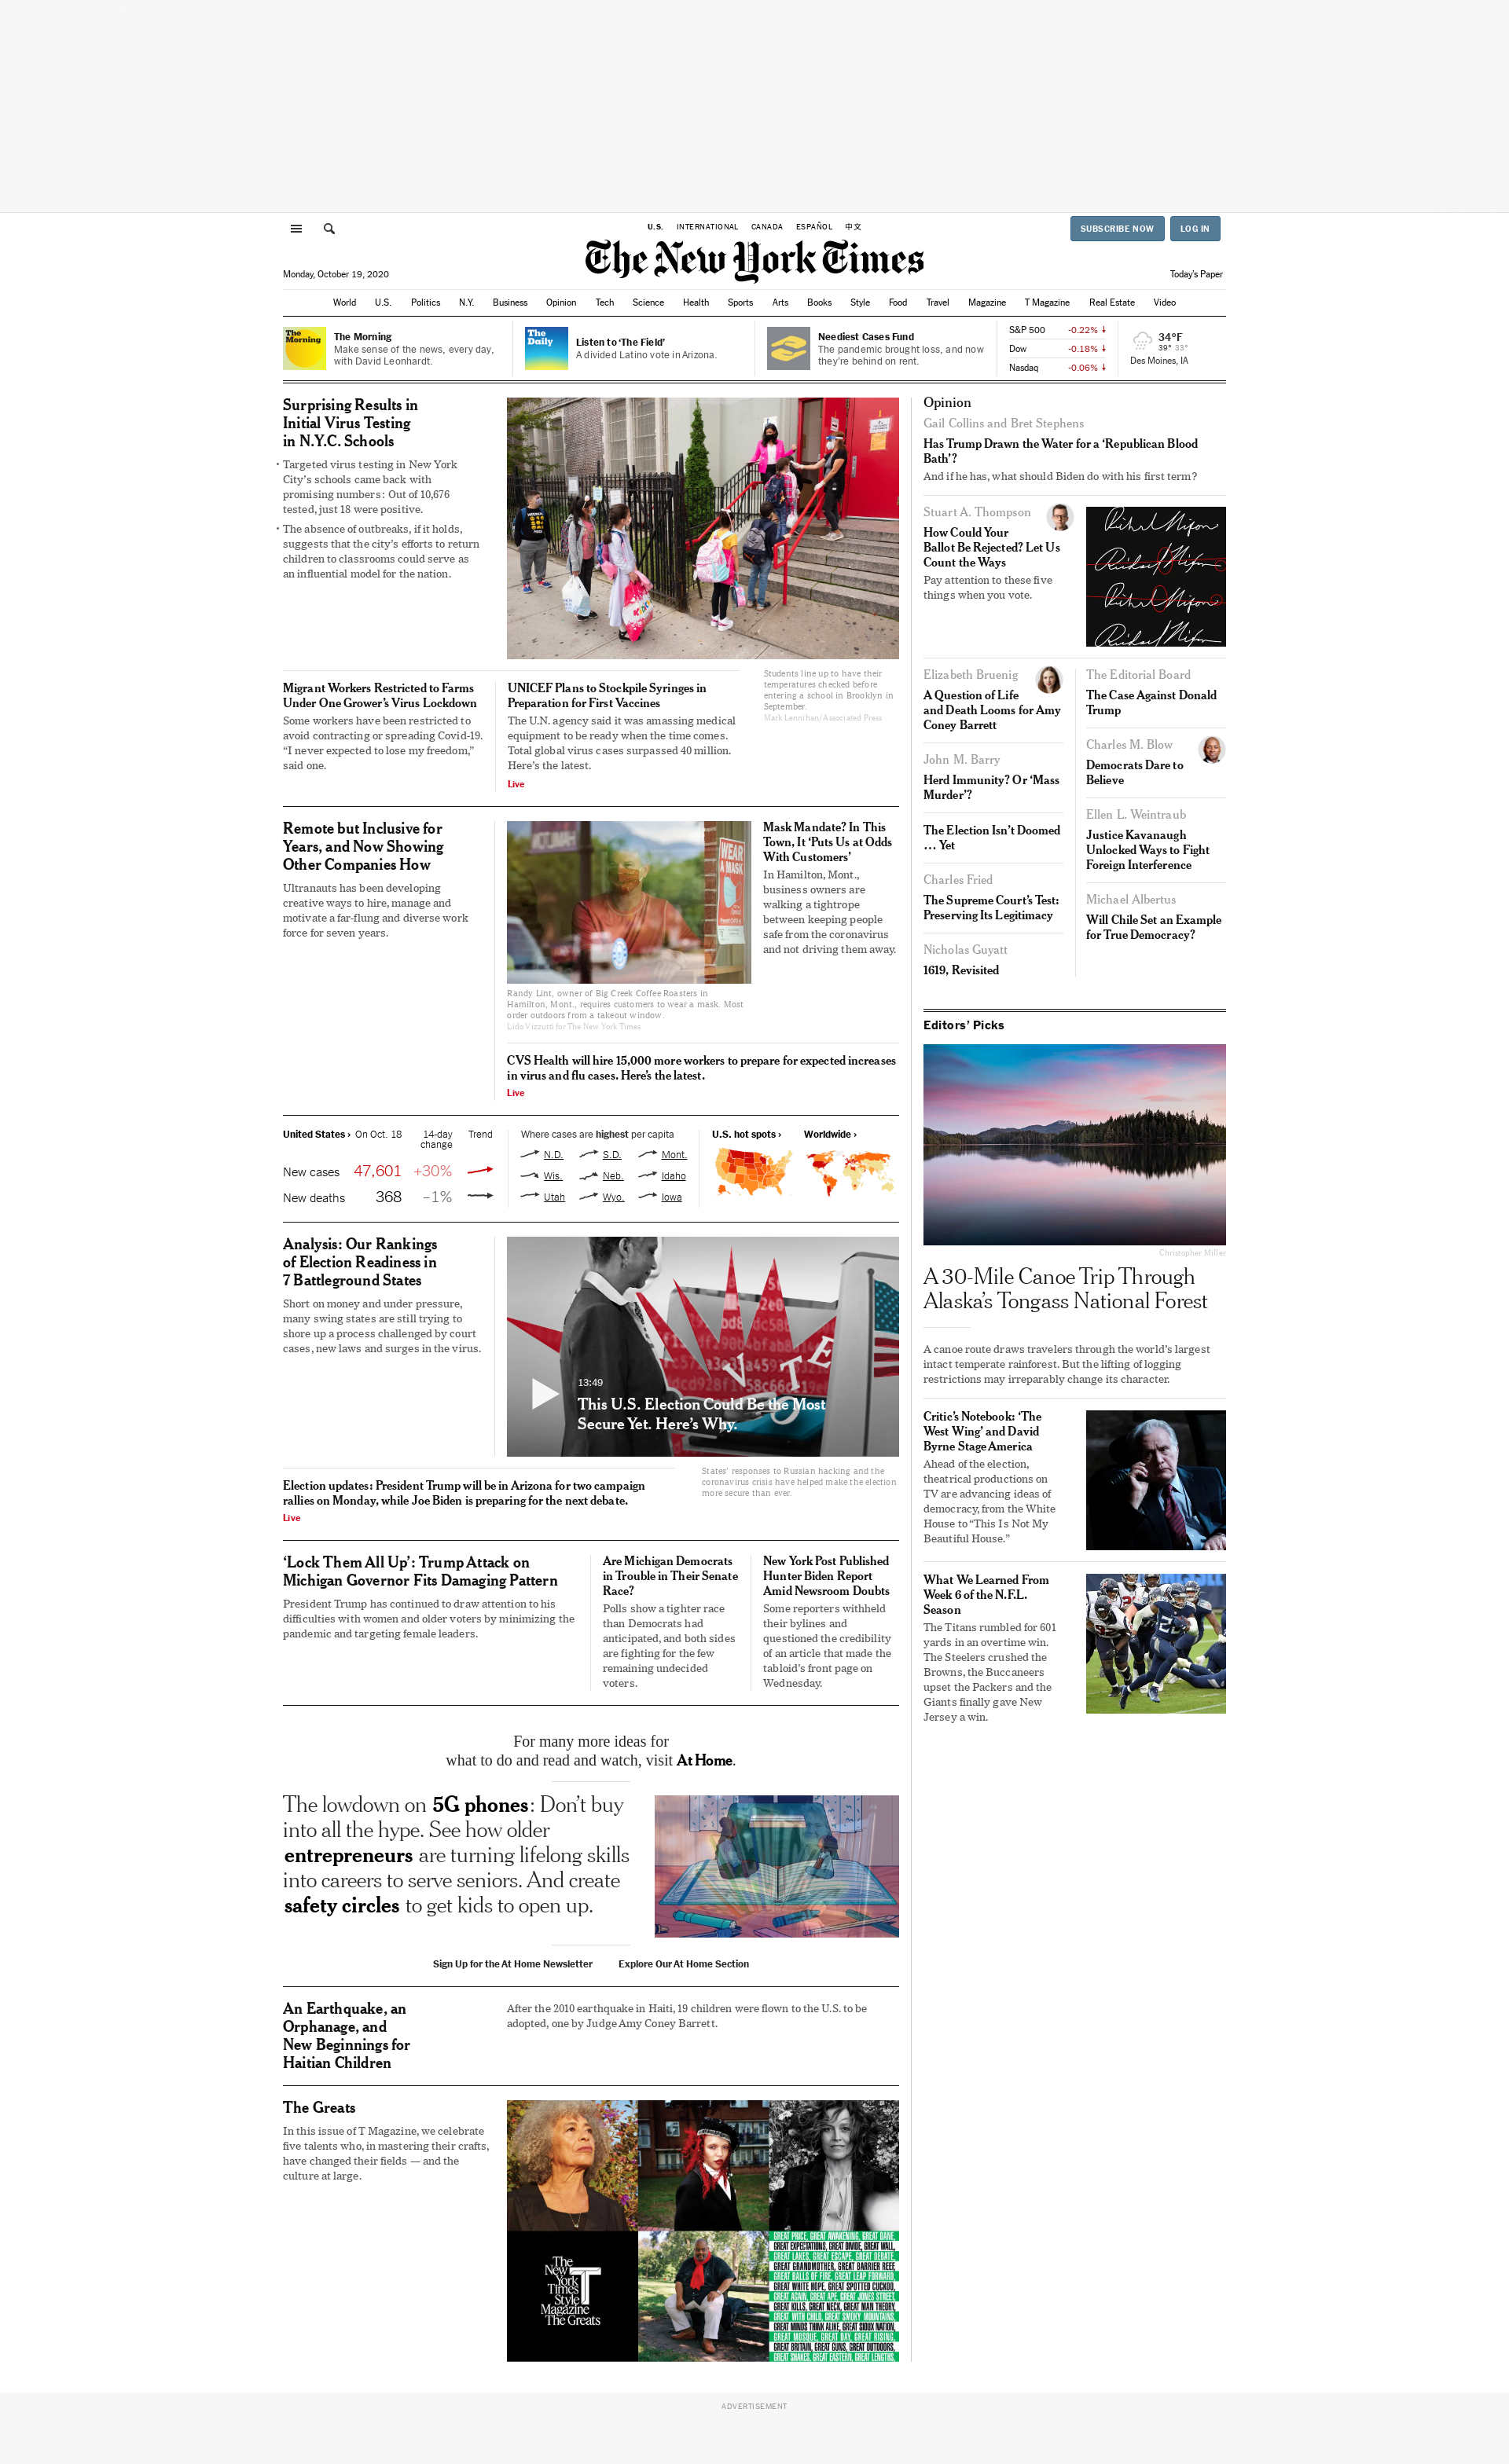 U.S. INTERNATIONAL CANADA ESPAÑOL 中文
SUBSCRIBE NOW LOG IN
The New York Times
Monday, October 19, 2020
Today's Paper
World U.S. Politics N.Y. Business Opinion Tech Science Health Sports Arts Books Style Food Travel Magazine T Magazine Real Estate Video
The Morning
The Morning
Make sense of the news, every day,
with David Leonhardt.
The Daily
Listen to ‘The Field’
A divided Latino vote in Arizona.
Neediest Cases Fund
The pandemic brought loss, and now
they’re behind on rent.
S&P 500 -0.22%
Dow -0.18%
Nasdaq -0.06%
34°F
39° 33°
Des Moines, IA
Surprising Results in
Initial Virus Testing
in N.Y.C. Schools
• Targeted virus testing in New York
City’s schools came back with
promising numbers: Out of 10,676
tested, just 18 were positive.
• The absence of outbreaks, if it holds,
suggests that the city’s efforts to return
children to classrooms could serve as
an influential model for the nation.
Students line up to have their
temperatures checked before
entering a school in Brooklyn in
September.
Mark Lennihan/Associated Press
Migrant Workers Restricted to Farms
Under One Grower’s Virus Lockdown
Some workers have been restricted to
avoid contracting or spreading Covid-19.
“I never expected to lose my freedom,”
said one.
UNICEF Plans to Stockpile Syringes in
Preparation for First Vaccines
The U.N. agency said it was amassing medical
equipment to be ready when the time comes.
Total global virus cases surpassed 40 million.
Here’s the latest.
Live
Remote but Inclusive for
Years, and Now Showing
Other Companies How
Ultranauts has been developing
creative ways to hire, manage and
motivate a far-flung and diverse work
force for seven years.
WEAR
A MASK
Randy Lint, owner of Big Creek Coffee Roasters in
Hamilton, Mont., requires customers to wear a mask. Most
order outdoors from a takeout window.
Lido Vizzutti for The New York Times
Mask Mandate? In This
Town, It ‘Puts Us at Odds
With Customers’
In Hamilton, Mont.,
business owners are
walking a tightrope
between keeping people
safe from the coronavirus
and not driving them away.
CVS Health will hire 15,000 more workers to prepare for expected increases
in virus and flu cases. Here’s the latest.
Live
United States › On Oct. 18 14-day
change Trend
New cases 47,601 +30%
New deaths 368 –1%
Where cases are highest per capita
N.D. S.D. Mont.
Wis. Neb. Idaho
Utah Wyo. Iowa
U.S. hot spots › Worldwide ›
Analysis: Our Rankings
of Election Readiness in
7 Battleground States
Short on money and under pressure,
many swing states are still trying to
shore up a process challenged by court
cases, new laws and surges in the virus.
VOTE
13:49
This U.S. Election Could Be the Most
Secure Yet. Here’s Why.
States’ responses to Russian hacking and the
coronavirus crisis have helped make the election
more secure than ever.
Election updates: President Trump will be in Arizona for two campaign
rallies on Monday, while Joe Biden is preparing for the next debate.
Live
‘Lock Them All Up’: Trump Attack on
Michigan Governor Fits Damaging Pattern
President Trump has continued to draw attention to his
difficulties with women and older voters by minimizing the
pandemic and targeting female leaders.
Are Michigan Democrats
in Trouble in Their Senate
Race?
Polls show a tighter race
than Democrats had
anticipated, and both sides
are fighting for the few
remaining undecided
voters.
New York Post Published
Hunter Biden Report
Amid Newsroom Doubts
Some reporters withheld
their bylines and
questioned the credibility
of an article that made the
tabloid’s front page on
Wednesday.
For many more ideas for
what to do and read and watch, visit At Home.
The lowdown on 5G phones: Don’t buy
into all the hype. See how older
entrepreneurs are turning lifelong skills
into careers to serve seniors. And create
safety circles to get kids to open up.
Sign Up for the At Home Newsletter Explore Our At Home Section
An Earthquake, an
Orphanage, and
New Beginnings for
Haitian Children
After the 2010 earthquake in Haiti, 19 children were flown to the U.S. to be
adopted, one by Judge Amy Coney Barrett.
The Greats
In this issue of T Magazine, we celebrate
five talents who, in mastering their crafts,
have changed their fields — and the
culture at large.
The
New
York
Times
Style
Magazine
The Greats
GREAT PRICE, GREAT AWAKENING, GREAT DANE,
GREAT EXPECTATIONS, GREAT DIVIDE, GREAT WALL,
GREAT LAKES, GREAT ESCAPE, GREAT DEBATE,
GREAT GRANDMOTHER, GREAT BARRIER REEF,
GREAT BALLS OF FIRE, GREAT LEAP FORWARD,
GREAT WHITE HOPE, GREAT SPOTTED CUCKOO,
GREAT AGAIN, GREAT APE, GREAT JONES STREET,
GREAT KILLS, GREAT NECK, GREAT MAN THEORY,
GREAT WITH CHILD, GREAT SMOKY MOUNTAINS,
GREAT MINDS THINK ALIKE, GREAT SIOUX NATION,
GREAT MOSQUE, GREAT BAY, GREAT RISING,
GREAT BRITAIN, GREAT GUNS, GREAT OUTDOORS,
GREAT SNAKES, GREAT EASTERN, GREAT LENGTHS,
Opinion
Gail Collins and Bret Stephens
Has Trump Drawn the Water for a ‘Republican Blood
Bath’?
And if he has, what should Biden do with his first term?
Stuart A. Thompson
How Could Your
Ballot Be Rejected? Let Us
Count the Ways
Pay attention to these five
things when you vote.
Elizabeth Bruenig
A Question of Life
and Death Looms for Amy
Coney Barrett
John M. Barry
Herd Immunity? Or ‘Mass
Murder’?
The Election Isn’t Doomed
… Yet
Charles Fried
The Supreme Court’s Test:
Preserving Its Legitimacy
Nicholas Guyatt
1619, Revisited
The Editorial Board
The Case Against Donald
Trump
Charles M. Blow
Democrats Dare to
Believe
Ellen L. Weintraub
Justice Kavanaugh
Unlocked Ways to Fight
Foreign Interference
Michael Albertus
Will Chile Set an Example
for True Democracy?
Editors’ Picks
Christopher Miller
A 30-Mile Canoe Trip Through
Alaska’s Tongass National Forest
A canoe route draws travelers through the world’s largest
intact temperate rainforest. But the lifting of logging
restrictions may irreparably change its character.
Critic’s Notebook: ‘The
West Wing’ and David
Byrne Stage America
Ahead of the election,
theatrical productions on
TV are advancing ideas of
democracy, from the White
House to “This Is Not My
Beautiful House.”
What We Learned From
Week 6 of the N.F.L.
Season
The Titans rumbled for 601
yards in an overtime win.
The Steelers crushed the
Browns, the Buccaneers
upset the Packers and the
Giants finally gave New
Jersey a win.
ADVERTISEMENT